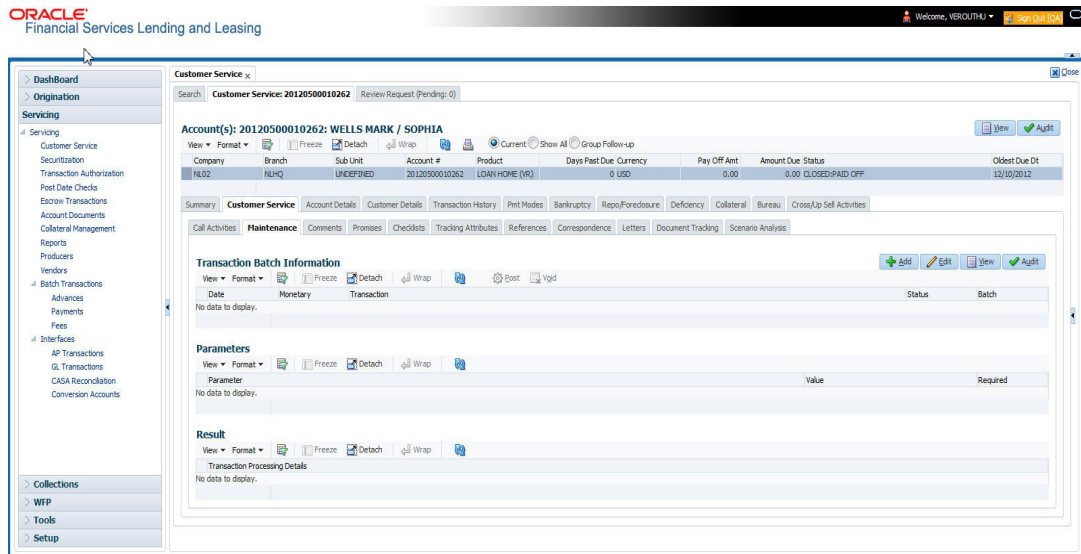 ORACLE
Financial Services Lending and Leasing
Welcome, VEROUTHU
Sign Out [QA]
Close
DashBoard
Origination
Servicing
Servicing
Customer Service
Securitization
Transaction Authorization
Post Date Checks
Escrow Transactions
Account Documents
Collateral Management
Reports
Producers
Vendors
Batch Transactions
Advances
Payments
Fees
Interfaces
AP Transactions
GL Transactions
CASA Reconciliation
Conversion Accounts
Collections
WFP
Tools
Setup
Customer Service x
Search Customer Service: 20120500010262 Review Request (Pending: 0)
Account(s): 20120500010262: WELLS MARK / SOPHIA
View Audit
View Format Freeze Detach Wrap Current Show All Group Follow-up
Company Branch Sub Unit Account # Product Days Past Due Currency Pay Off Amt Amount Due Status Oldest Due Dt
NL02 NLHQ UNDEFINED 20120500010262 LOAN HOME (VR) 0 USD 0.00 0.00 CLOSED:PAID OFF 12/10/2012
Summary Customer Service Account Details Customer Details Transaction History Pmt Modes Bankruptcy Repo/Foreclosure Deficiency Collateral Bureau Cross/Up Sell Activities
Call Activities Maintenance Comments Promises Checklists Tracking Attributes References Correspondence Letters Document Tracking Scenario Analysis
Transaction Batch Information
Add Edit View Audit
View Format Freeze Detach Wrap Post Void
Date Monetary Transaction Status Batch
No data to display.
Parameters
View Format Freeze Detach Wrap
Parameter Value Required
No data to display.
Result
View Format Freeze Detach Wrap
Transaction Processing Details
No data to display.